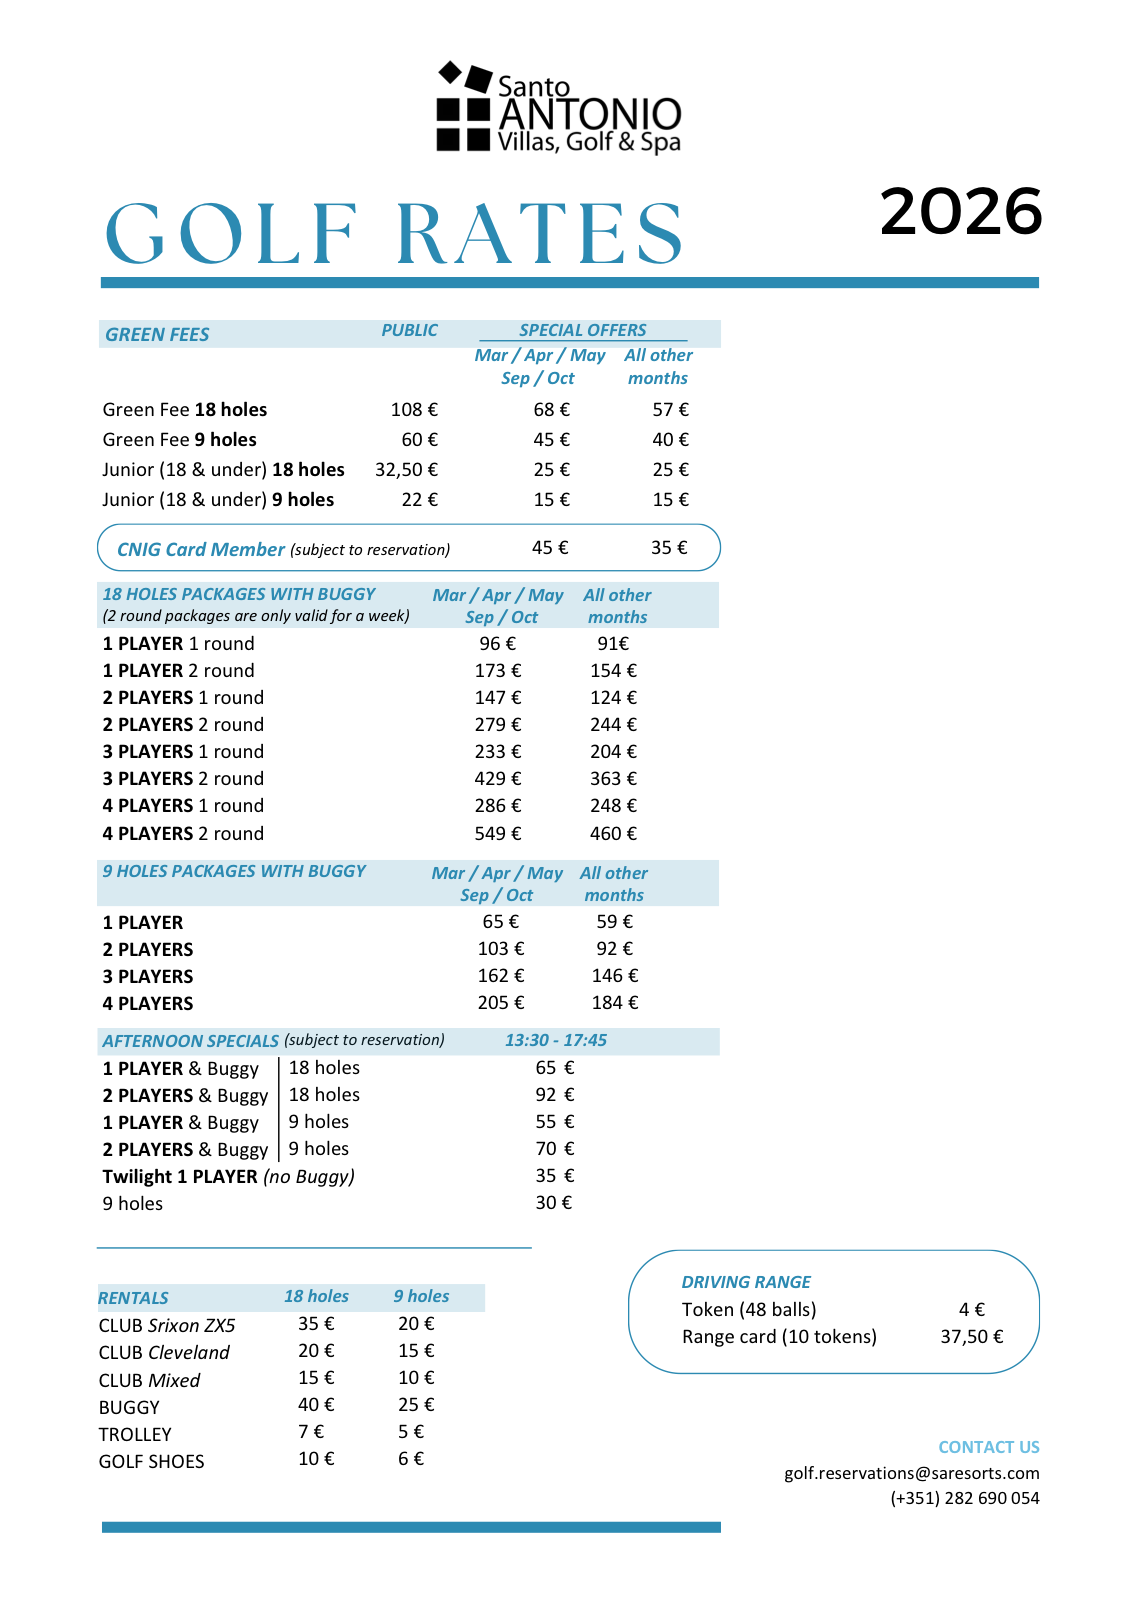 Santo
ANTONIO
Villas, Golf & Spa
GOLF RATES 2026
GREEN FEES PUBLIC SPECIAL OFFERS
Mar / Apr / May All other
Sep / Oct months
Green Fee 18 holes 108 € 68 € 57 €
Green Fee 9 holes 60 € 45 € 40 €
Junior (18 & under) 18 holes 32,50 € 25 € 25 €
Junior (18 & under) 9 holes 22 € 15 € 15 €
CNIG Card Member (subject to reservation) 45 € 35 €
18 HOLES PACKAGES WITH BUGGY Mar / Apr / May All other
(2 round packages are only valid for a week) Sep / Oct months
1 PLAYER 1 round 96 € 91€
1 PLAYER 2 round 173 € 154 €
2 PLAYERS 1 round 147 € 124 €
2 PLAYERS 2 round 279 € 244 €
3 PLAYERS 1 round 233 € 204 €
3 PLAYERS 2 round 429 € 363 €
4 PLAYERS 1 round 286 € 248 €
4 PLAYERS 2 round 549 € 460 €
9 HOLES PACKAGES WITH BUGGY Mar / Apr / May All other
Sep / Oct months
1 PLAYER 65 € 59 €
2 PLAYERS 103 € 92 €
3 PLAYERS 162 € 146 €
4 PLAYERS 205 € 184 €
AFTERNOON SPECIALS (subject to reservation) 13:30 - 17:45
1 PLAYER & Buggy 18 holes 65 €
2 PLAYERS & Buggy 18 holes 92 €
1 PLAYER & Buggy 9 holes 55 €
2 PLAYERS & Buggy 9 holes 70 €
Twilight 1 PLAYER (no Buggy) 35 €
9 holes 30 €
RENTALS 18 holes 9 holes
CLUB Srixon ZX5 35 € 20 €
CLUB Cleveland 20 € 15 €
CLUB Mixed 15 € 10 €
BUGGY 40 € 25 €
TROLLEY 7 € 5 €
GOLF SHOES 10 € 6 €
DRIVING RANGE
Token (48 balls) 4 €
Range card (10 tokens) 37,50 €
CONTACT US
golf.reservations@saresorts.com
(+351) 282 690 054